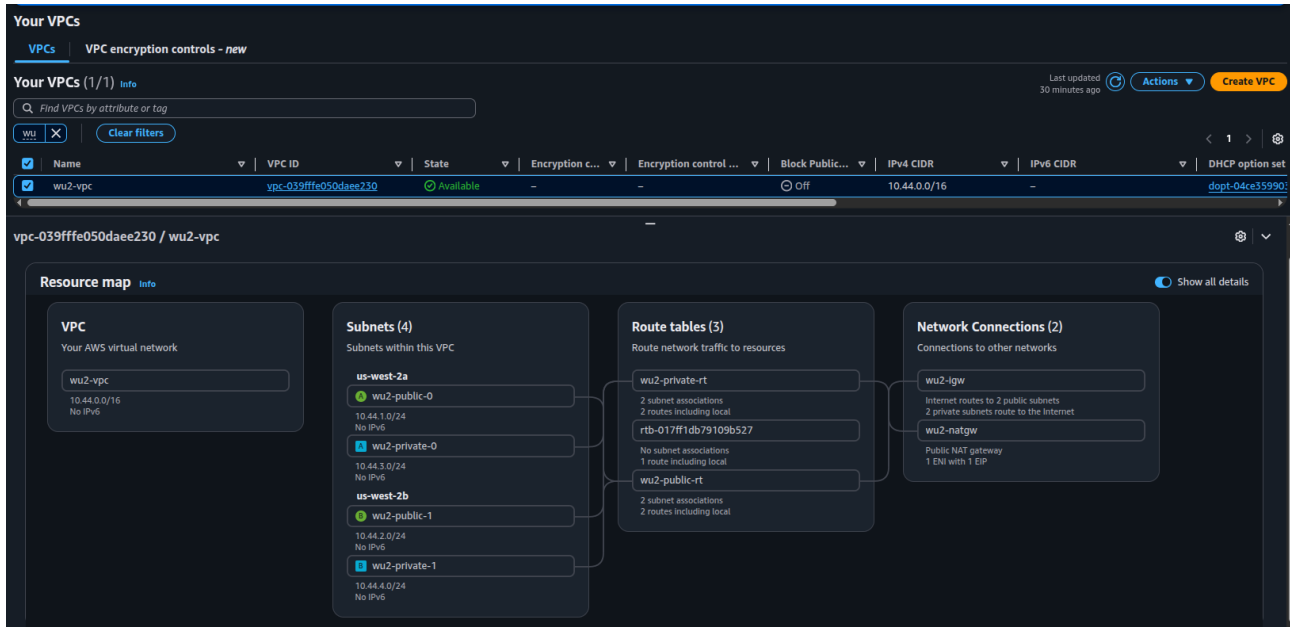 Your VPCs
VPCs VPC encryption controls - new
Your VPCs (1/1) Info
Last updated
30 minutes ago
Actions
Create VPC
Find VPCs by attribute or tag
wu
Clear filters
1
Name VPC ID State Encryption c... Encryption control ... Block Public... IPv4 CIDR IPv6 CIDR DHCP option set
wu2-vpc vpc-039fffe050daee230 Available – – Off 10.44.0.0/16 – dopt-04ce359903
vpc-039fffe050daee230 / wu2-vpc
Resource map Info
Show all details
VPC
Your AWS virtual network
wu2-vpc
10.44.0.0/16
No IPv6
Subnets (4)
Subnets within this VPC
us-west-2a
A wu2-public-0
10.44.1.0/24
No IPv6
A wu2-private-0
10.44.3.0/24
No IPv6
us-west-2b
B wu2-public-1
10.44.2.0/24
No IPv6
B wu2-private-1
10.44.4.0/24
No IPv6
Route tables (3)
Route network traffic to resources
wu2-private-rt
2 subnet associations
2 routes including local
rtb-017ff1db79109b527
No subnet associations
1 route including local
wu2-public-rt
2 subnet associations
2 routes including local
Network Connections (2)
Connections to other networks
wu2-igw
Internet routes to 2 public subnets
2 private subnets route to the Internet
wu2-natgw
Public NAT gateway
1 ENI with 1 EIP